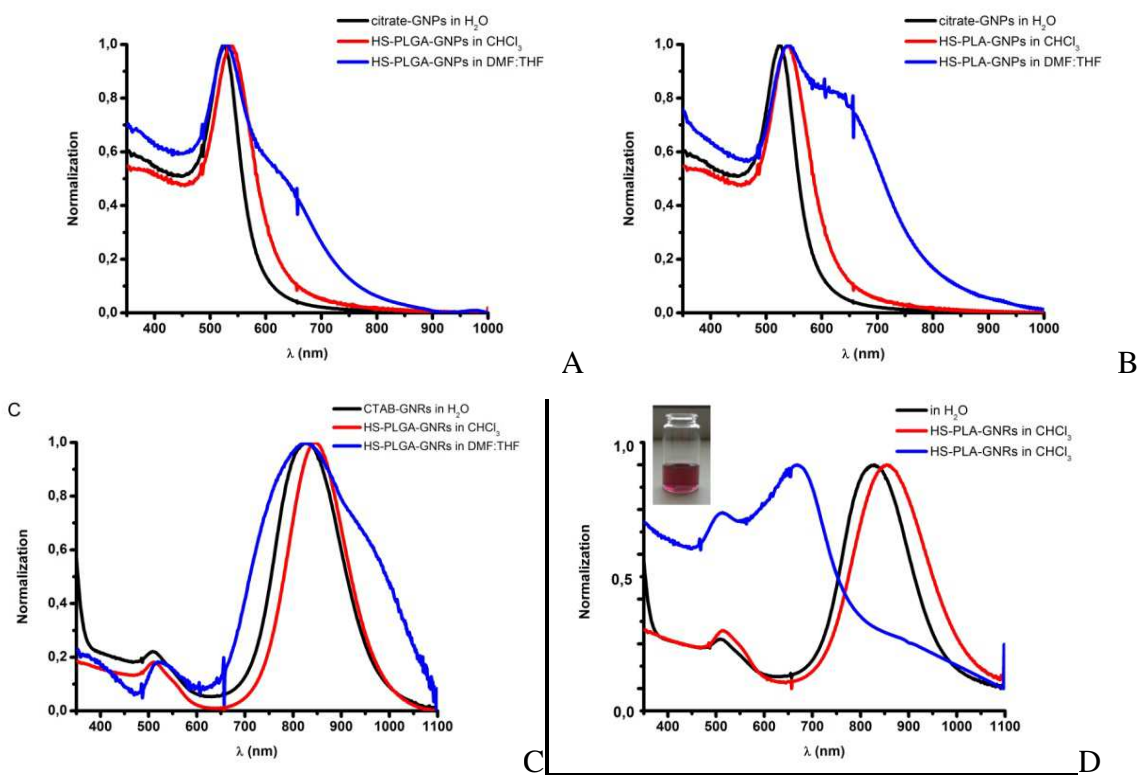 citrate-GNPs in H₂O
HS-PLGA-GNPs in CHCl₃
HS-PLGA-GNPs in DMF:THF
1,0
0,8
0,6
0,4
0,2
0,0
Normalization
400 500 600 700 800 900 1000
λ (nm)
A
citrate-GNPs in H₂O
HS-PLA-GNPs in CHCl₃
HS-PLA-GNPs in DMF:THF
1,0
0,8
0,6
0,4
0,2
0,0
Normalization
400 500 600 700 800 900 1000
λ (nm)
B
C
CTAB-GNRs in H₂O
HS-PLGA-GNRs in CHCl₃
HS-PLGA-GNRs in DMF:THF
1,0
0,8
0,6
0,4
0,2
0,0
Normalization
400 500 600 700 800 900 1000 1100
λ (nm)
C
in H₂O
HS-PLA-GNRs in CHCl₃
HS-PLA-GNRs in CHCl₃
1,0
0,5
0,0
Normalization
400 500 600 700 800 900 1000 1100
λ (nm)
D